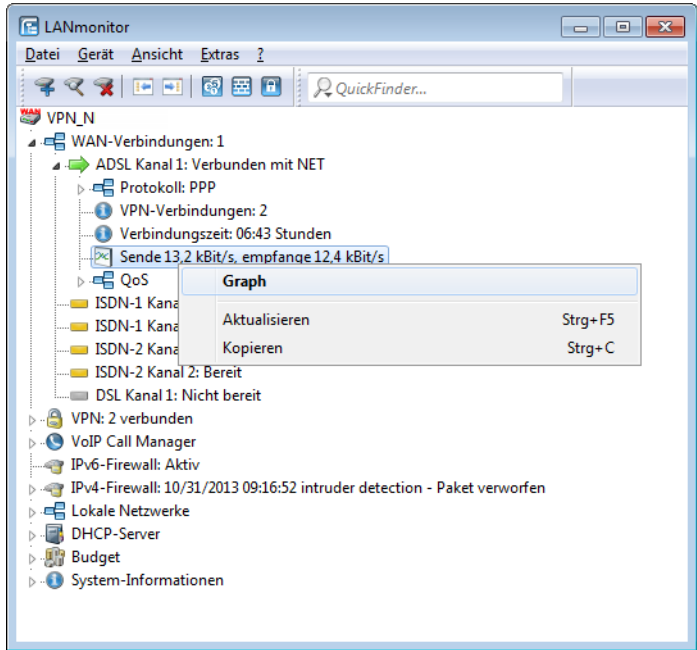 LANmonitor
Datei Gerät Ansicht Extras ?
QuickFinder...
WAN
VPN_N
WAN-Verbindungen: 1
ADSL Kanal 1: Verbunden mit NET
Protokoll: PPP
VPN-Verbindungen: 2
Verbindungszeit: 06:43 Stunden
Sende 13,2 kBit/s, empfange 12,4 kBit/s
QoS
Graph
ISDN-1 Kana
Aktualisieren Strg+F5
ISDN-1 Kana
ISDN-2 Kana
Kopieren Strg+C
ISDN-2 Kanal 2: Bereit
DSL Kanal 1: Nicht bereit
VPN: 2 verbunden
VoIP Call Manager
IPv6-Firewall: Aktiv
IPv4-Firewall: 10/31/2013 09:16:52 intruder detection - Paket verworfen
Lokale Netzwerke
DHCP-Server
Budget
System-Informationen